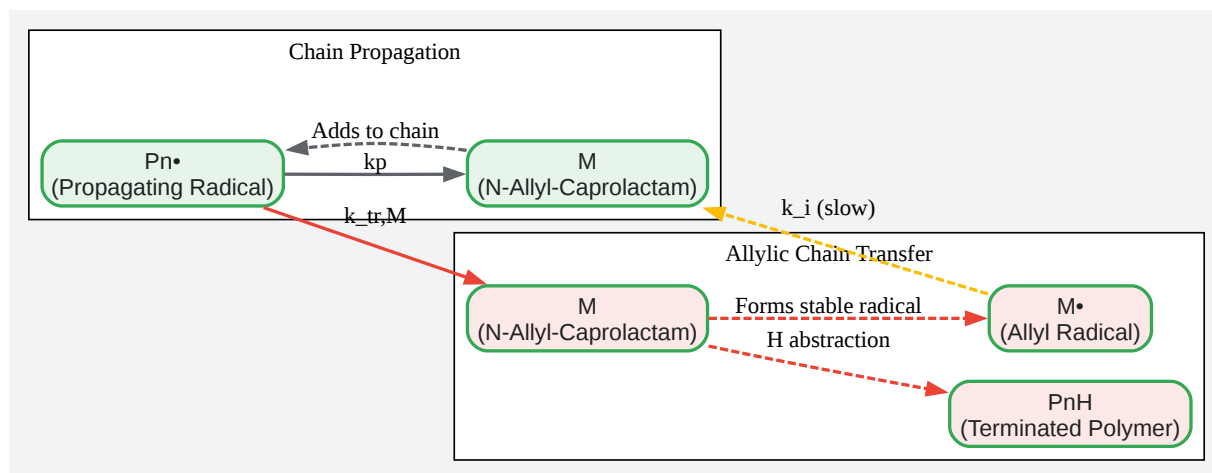 Chain Propagation
Adds to chain
Pn•
(Propagating Radical)
kp
M
(N-Allyl-Caprolactam)
k_tr,M
k_i (slow)
Allylic Chain Transfer
M
(N-Allyl-Caprolactam)
Forms stable radical
H abstraction
M•
(Allyl Radical)
PnH
(Terminated Polymer)